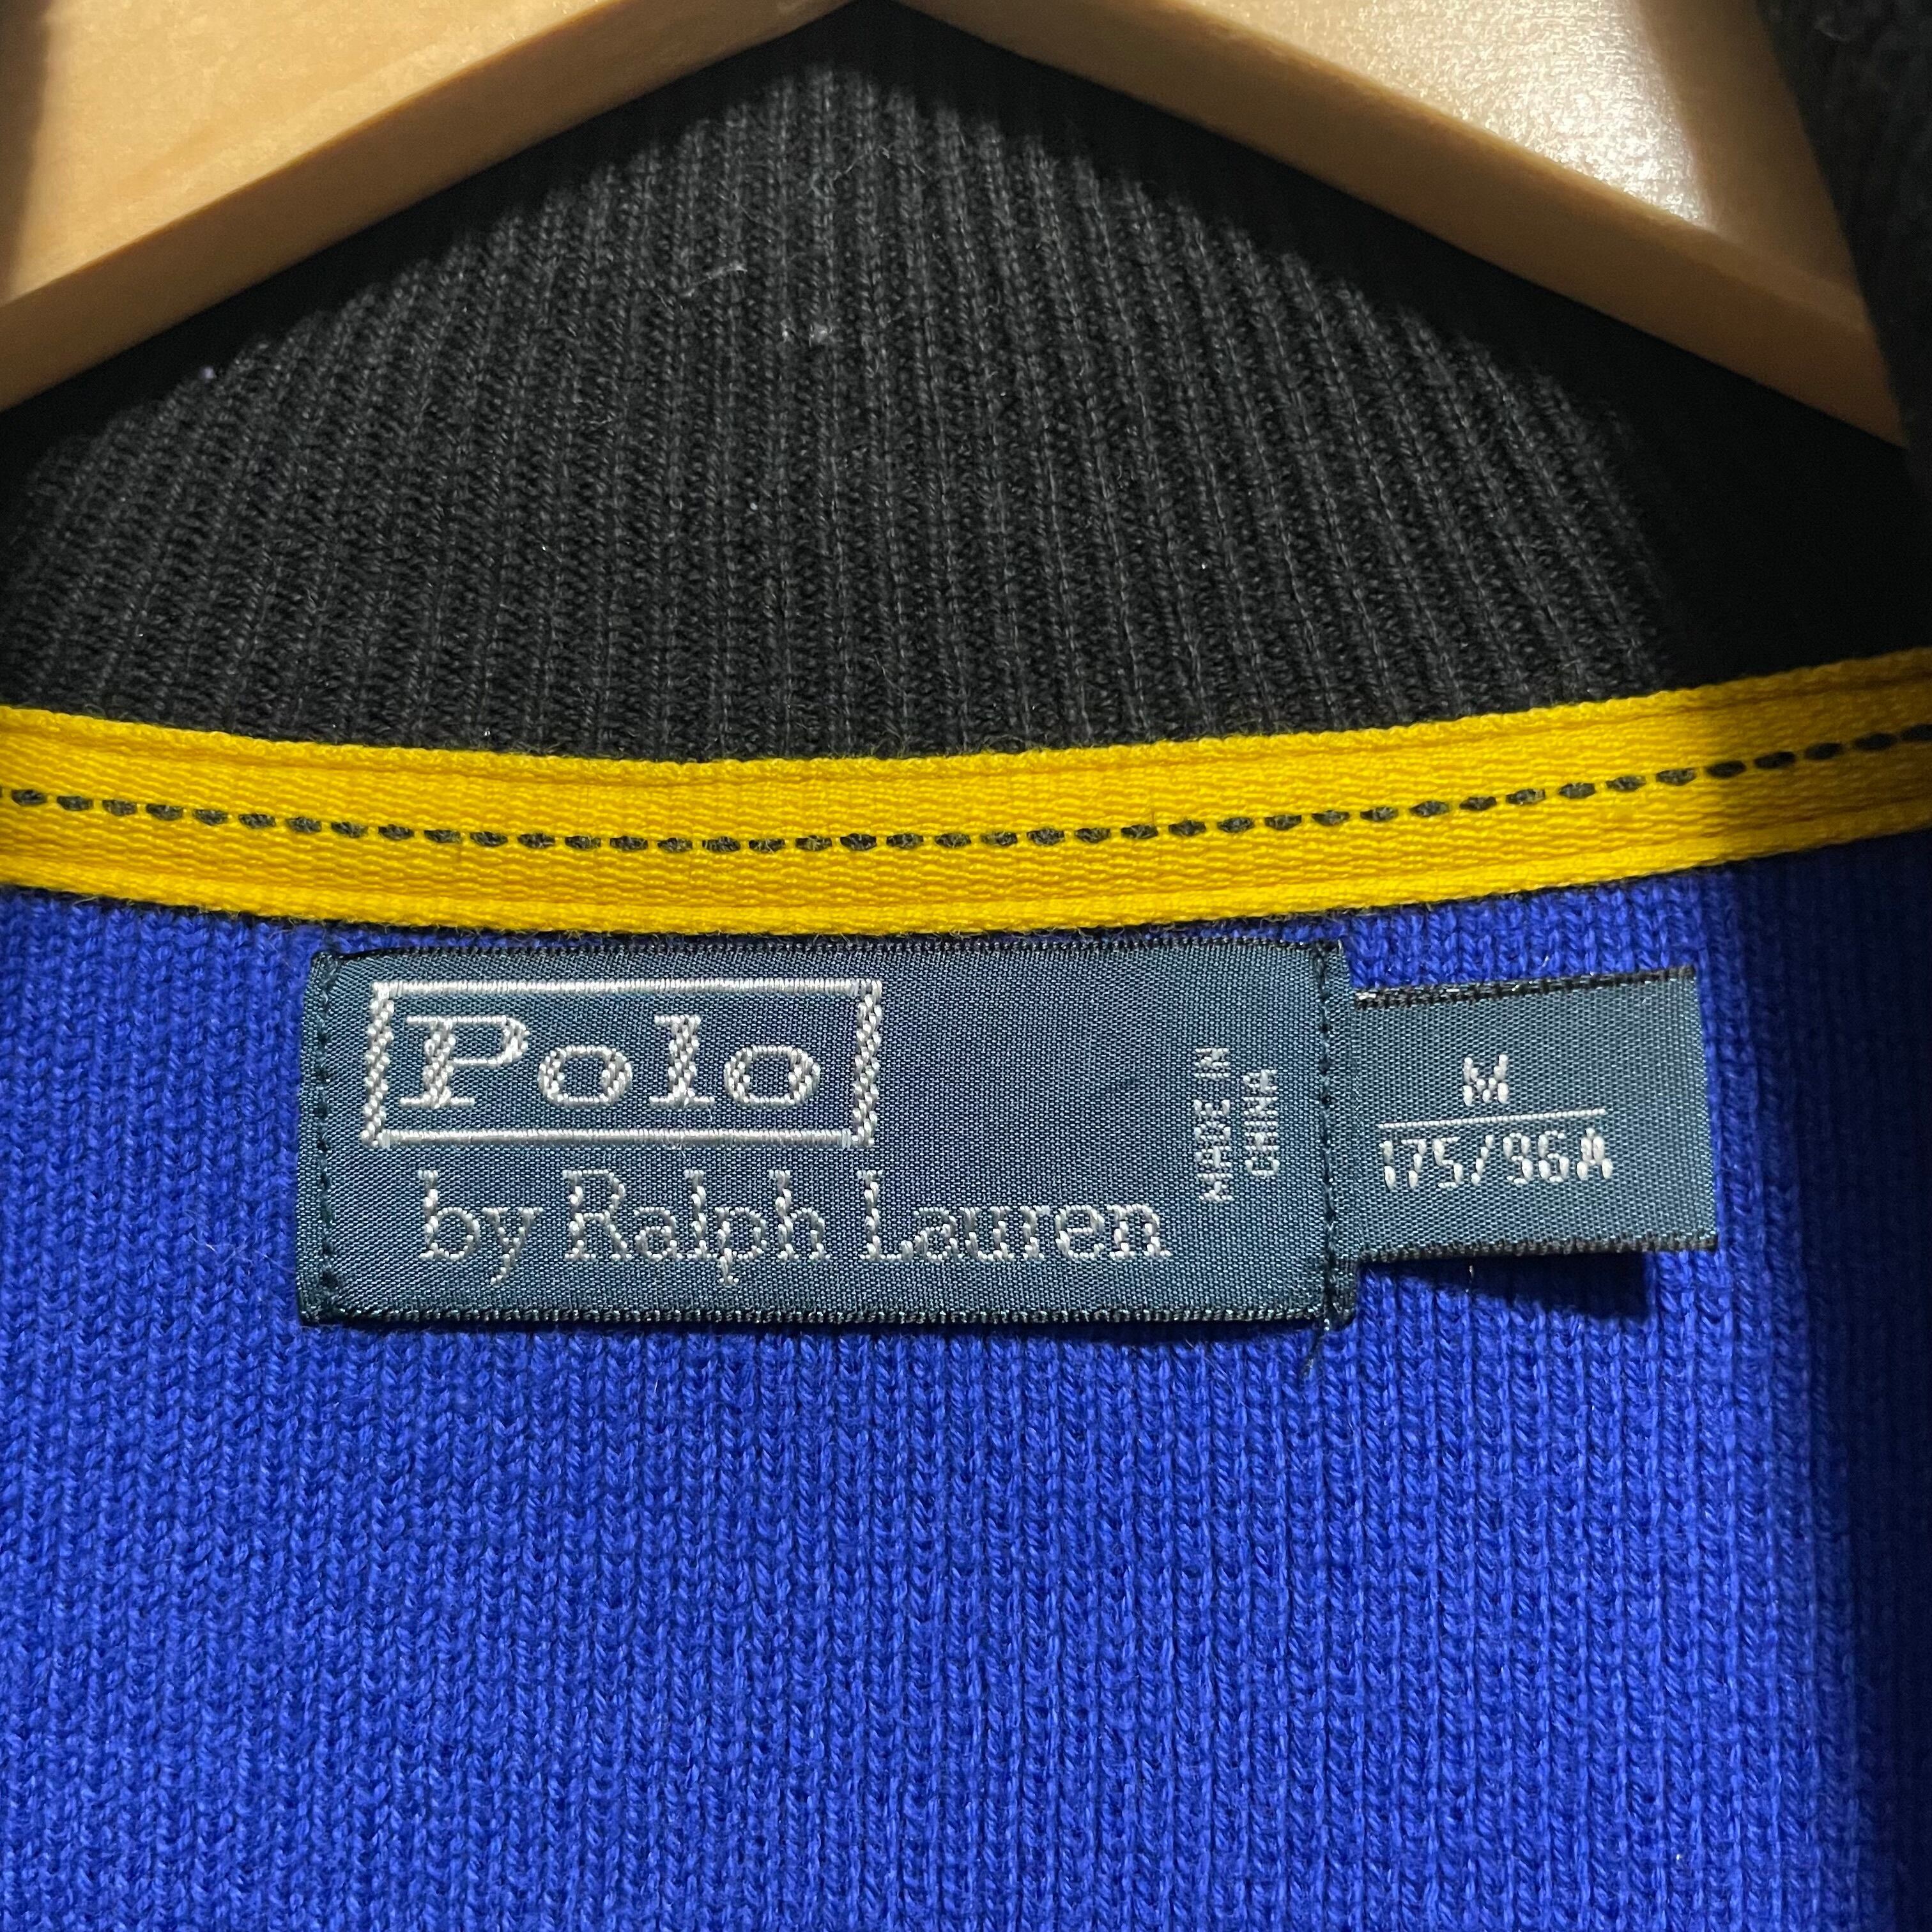 Polo
by Ralph Lauren
MADE IN
CHINA
M
175/96A